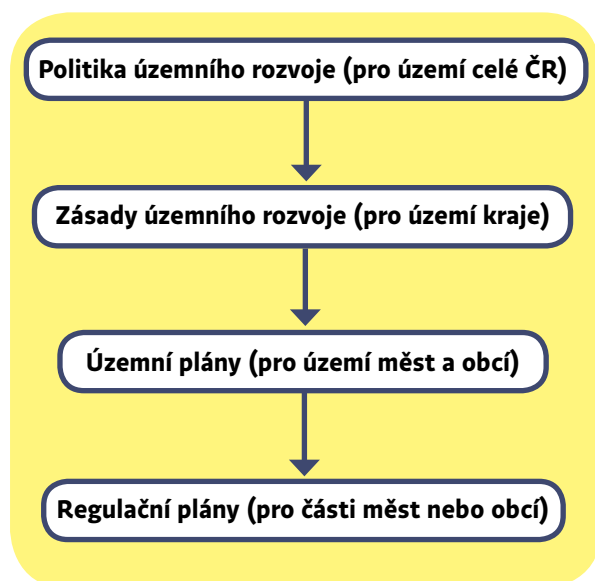 Politika územního rozvoje (pro území celé ČR)
Zásady územního rozvoje (pro území kraje)
Územní plány (pro území měst a obcí)
Regulační plány (pro části měst nebo obcí)